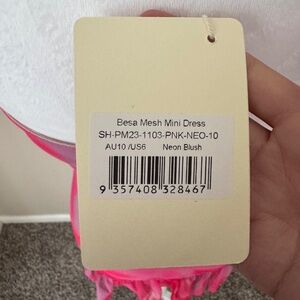 Besa Mesh Mini Dress
SH-PM23-1103-PNK-NEO-10
AU10 /US6 Neon Blush
9 357408 328467